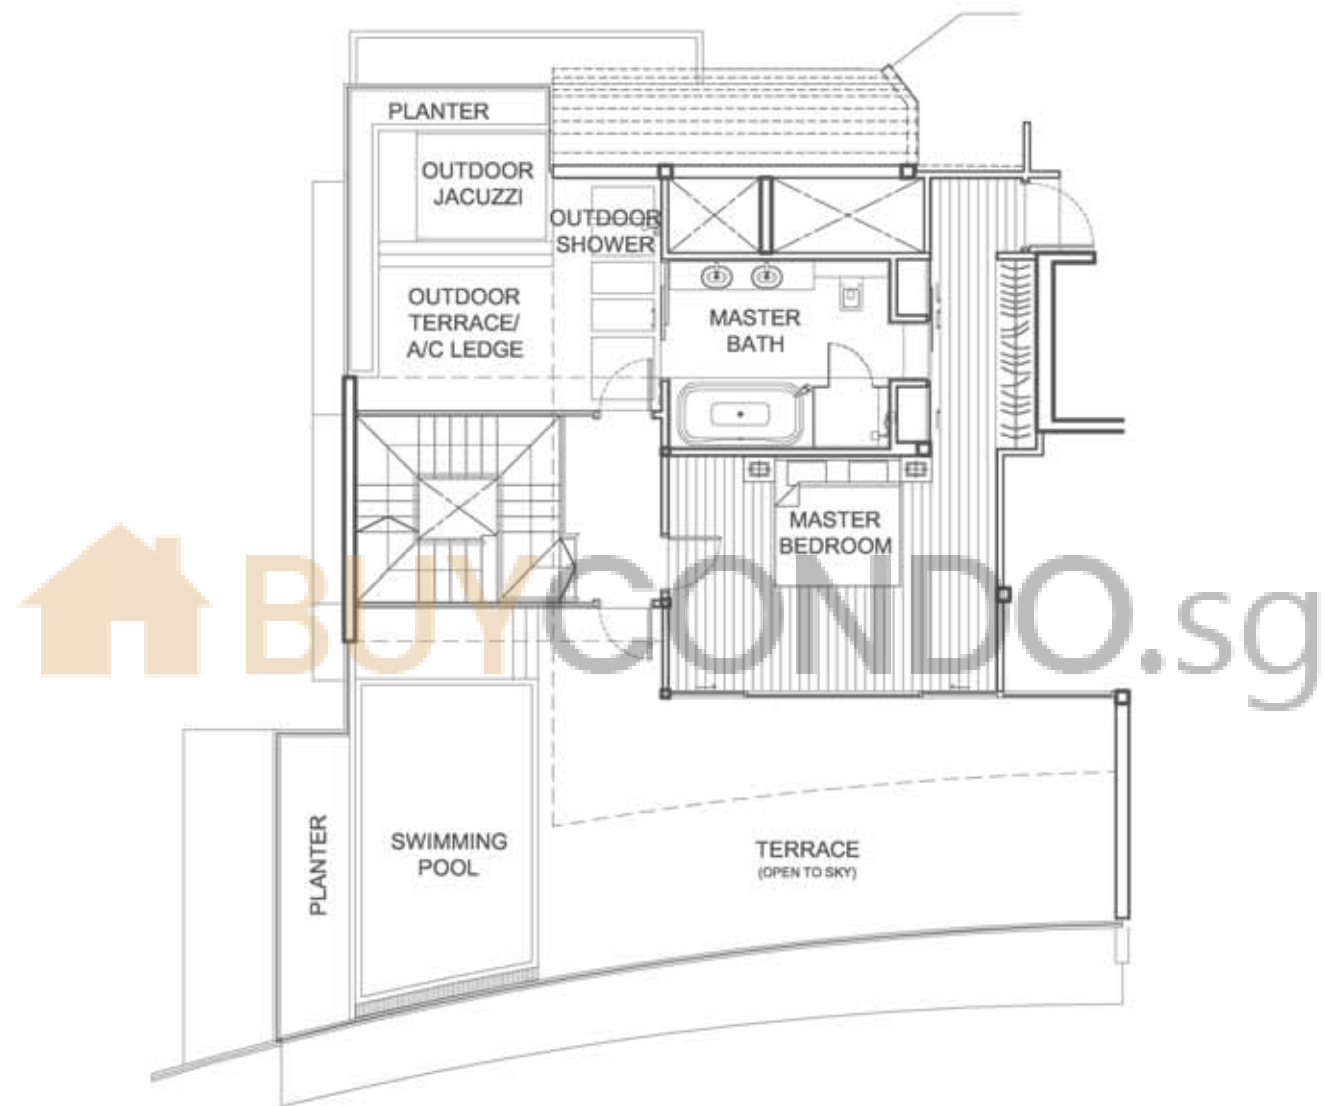 PLANTER
OUTDOOR
JACUZZI
OUTDOOR
SHOWER
OUTDOOR
TERRACE/
A/C LEDGE
MASTER
BATH
MASTER
BEDROOM
BUYCONDO.sg
PLANTER
SWIMMING
POOL
TERRACE
(OPEN TO SKY)